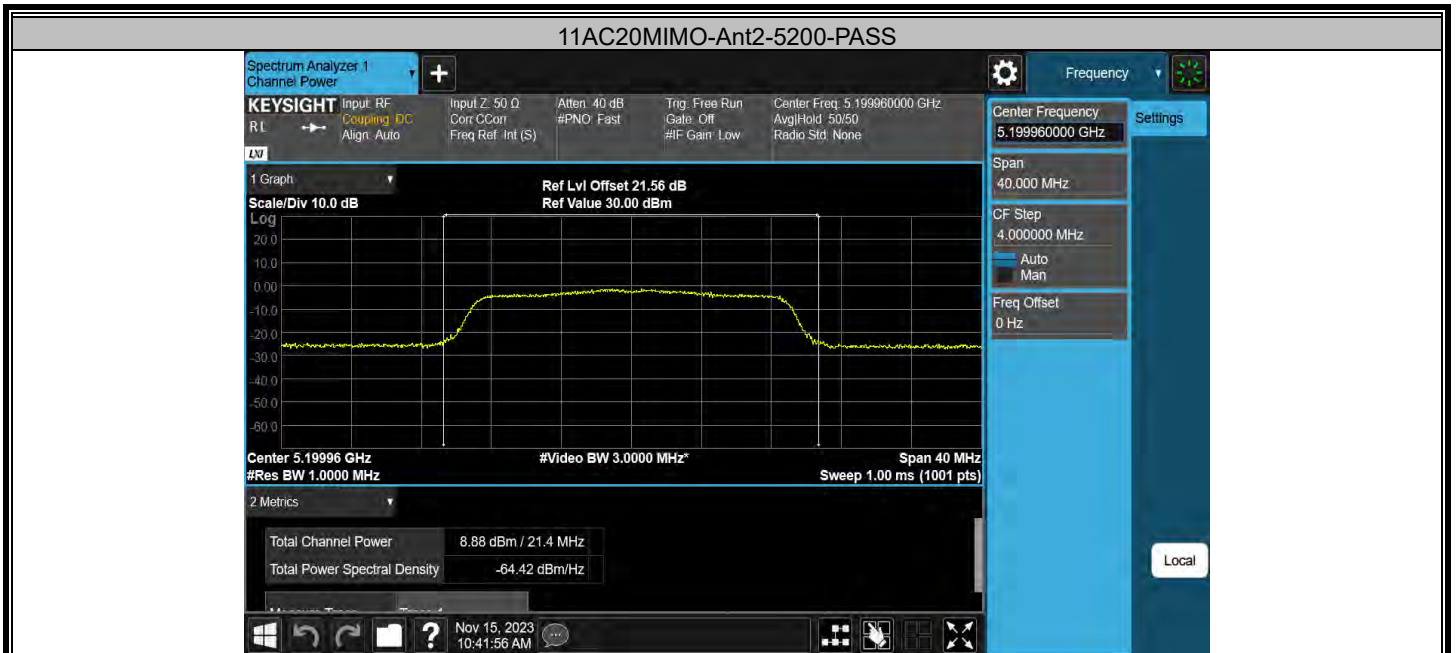 11AC20MIMO-Ant2-5200-PASS
Spectrum Analyzer 1
Channel Power
Frequency
KEYSIGHT
RL
LXI
Input: RF
Coupling: DC
Align: Auto
Input Z: 50 Ω
Corr CCorr
Freq Ref: Int (S)
Atten: 40 dB
#PNO: Fast
Trig: Free Run
Gate: Off
#IF Gain: Low
Center Freq: 5.199960000 GHz
Avg|Hold: 50/50
Radio Std: None
Center Frequency
5.199960000 GHz
Settings
Span
40.000 MHz
CF Step
4.000000 MHz
Auto
Man
Freq Offset
0 Hz
1 Graph
Scale/Div 10.0 dB
Ref Lvl Offset 21.56 dB
Ref Value 30.00 dBm
Log
20.0
10.0
0.00
-10.0
-20.0
-30.0
-40.0
-50.0
-60.0
Center 5.19996 GHz
#Video BW 3.0000 MHz*
Span 40 MHz
#Res BW 1.0000 MHz
Sweep 1.00 ms (1001 pts)
2 Metrics
Total Channel Power 8.88 dBm / 21.4 MHz
Total Power Spectral Density -64.42 dBm/Hz
Local
Nov 15, 2023
10:41:56 AM